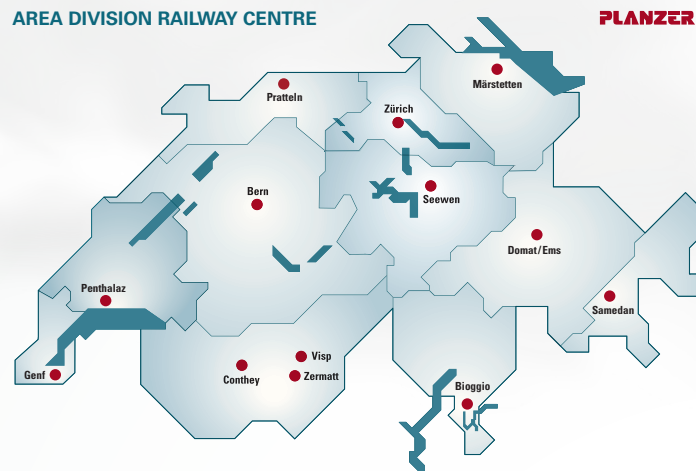 AREA DIVISION RAILWAY CENTRE
PLANZER
Märstetten
Pratteln
Zürich
Bern
Seewen
Domat/Ems
Penthalaz
Samedan
Visp
Conthey
Zermatt
Genf
Bioggio